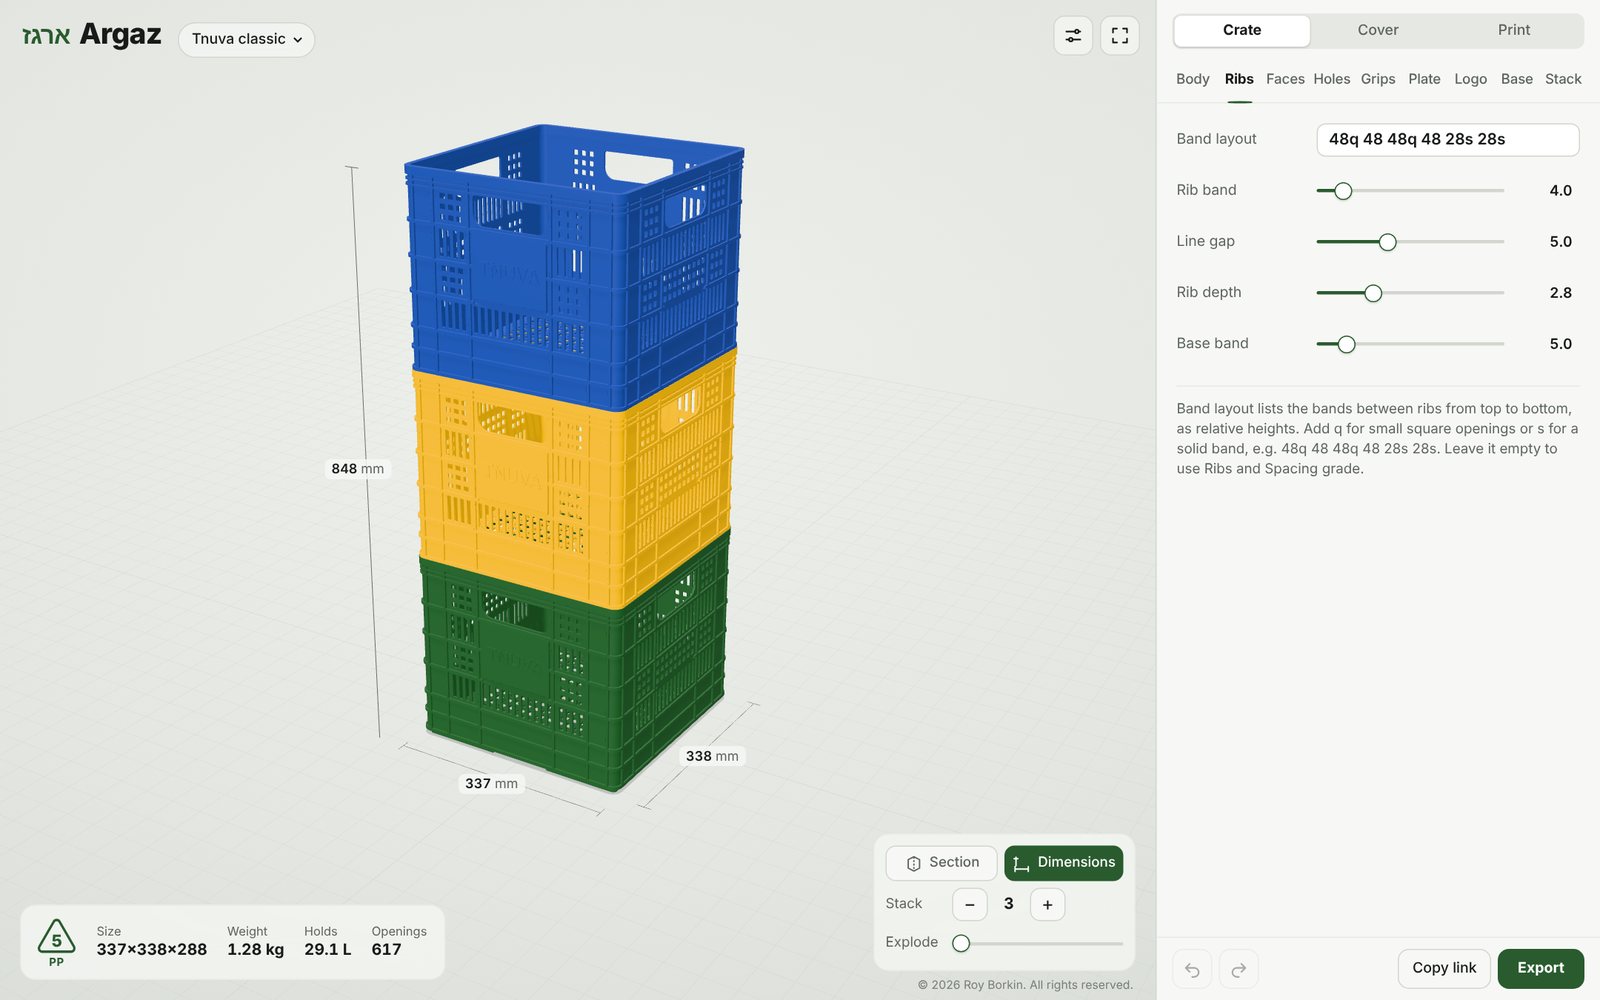 ארגז Argaz
Tnuva classic
Crate Cover Print
Body Ribs Faces Holes Grips Plate Logo Base Stack
Band layout 48q 48 48q 48 28s 28s
Rib band 4.0
Line gap 5.0
Rib depth 2.8
Base band 5.0
Band layout lists the bands between ribs from top to bottom,
as relative heights. Add q for small square openings or s for a
solid band, e.g. 48q 48 48q 48 28s 28s. Leave it empty to
use Ribs and Spacing grade.
TNUVA
TNUVA
TNUVA
848 mm
338 mm
337 mm
5
PP
Size Weight Holds Openings
337×338×288 1.28 kg 29.1 L 617
Section Dimensions
Stack − 3 +
Explode
© 2026 Roy Borkin. All rights reserved.
Copy link Export